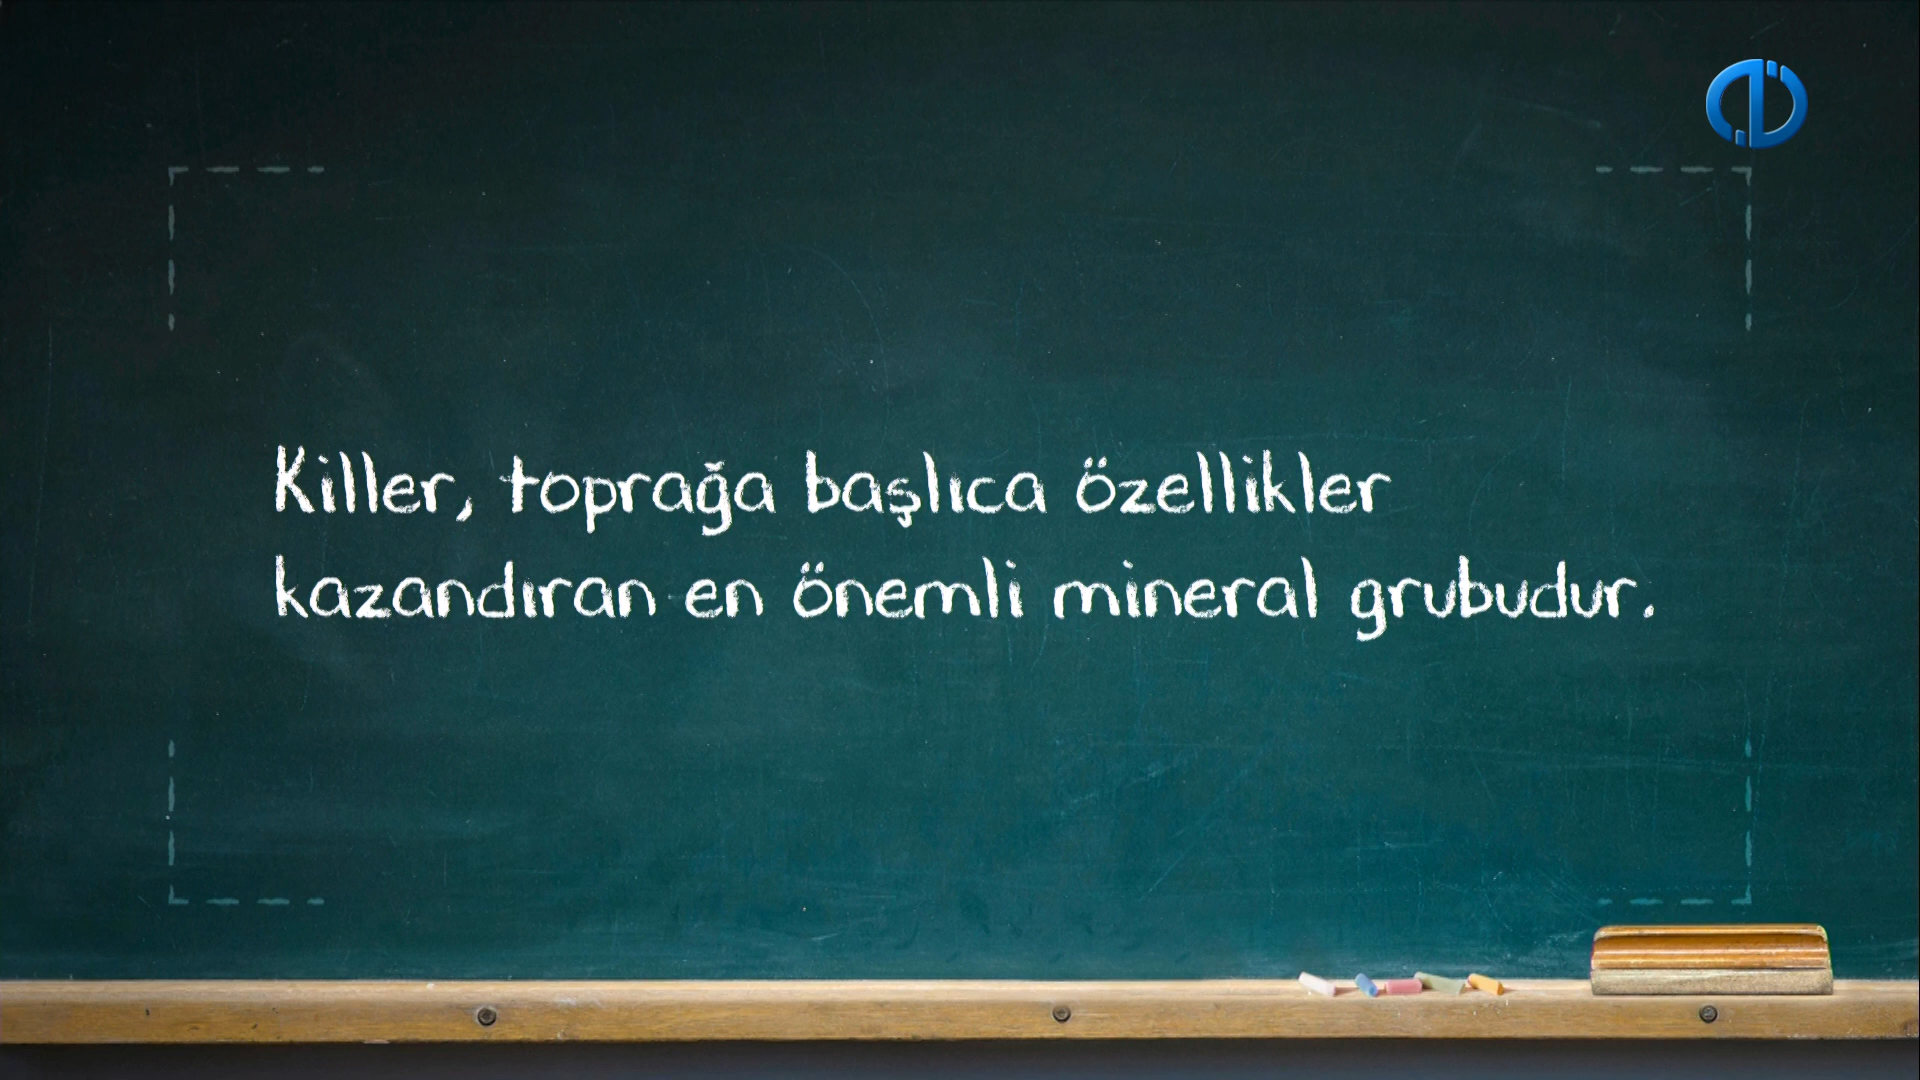 Killer, toprağa başlıca özellikler
kazandıran en önemli mineral grubudur.